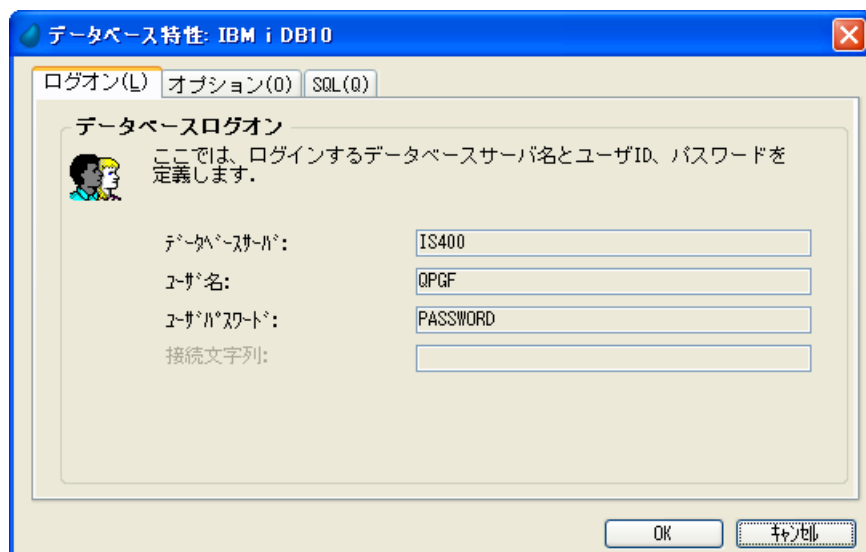 データベース特性: IBM i DB10
ログオン(L) オプション(O) SQL(Q)
データベースログオン
ここでは、ログインするデータベースサーバ名とユーザID、パスワードを
定義します.
ﾃﾞｰﾀﾍﾞｰｽｻｰﾊﾞ: IS400
ﾕｰｻﾞ名: QPGF
ﾕｰｻﾞﾊﾟｽﾜｰﾄﾞ: PASSWORD
接続文字列:
OK ｷｬﾝｾﾙ